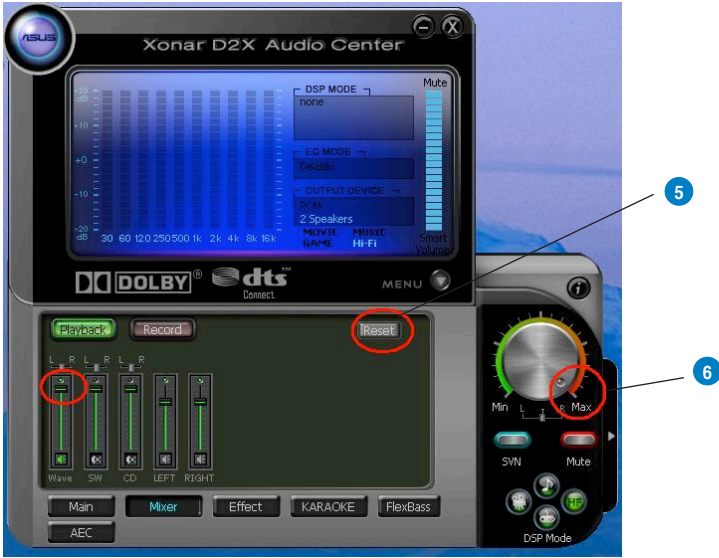 ASUS
Xonar D2X Audio Center
Mute
+20
dB
+10
+0
-10
-20
dB
30 60 120 250 500 1k 2k 4k 8k 16k
DSP MODE
none
EQ MODE
Disable
OUTPUT DEVICE
PCM
2 Speakers
MOVIE MUSIC
GAME Hi-Fi
Smart
Volume
DOLBY®
dts™
Connect
MENU
5
Playback
Record
Reset
L R L R L R
Wave SW CD LEFT RIGHT
Main
Mixer
Effect
KARAOKE
FlexBass
AEC
i
Min
L R
Max
6
SVN
Mute
HF
DSP Mode